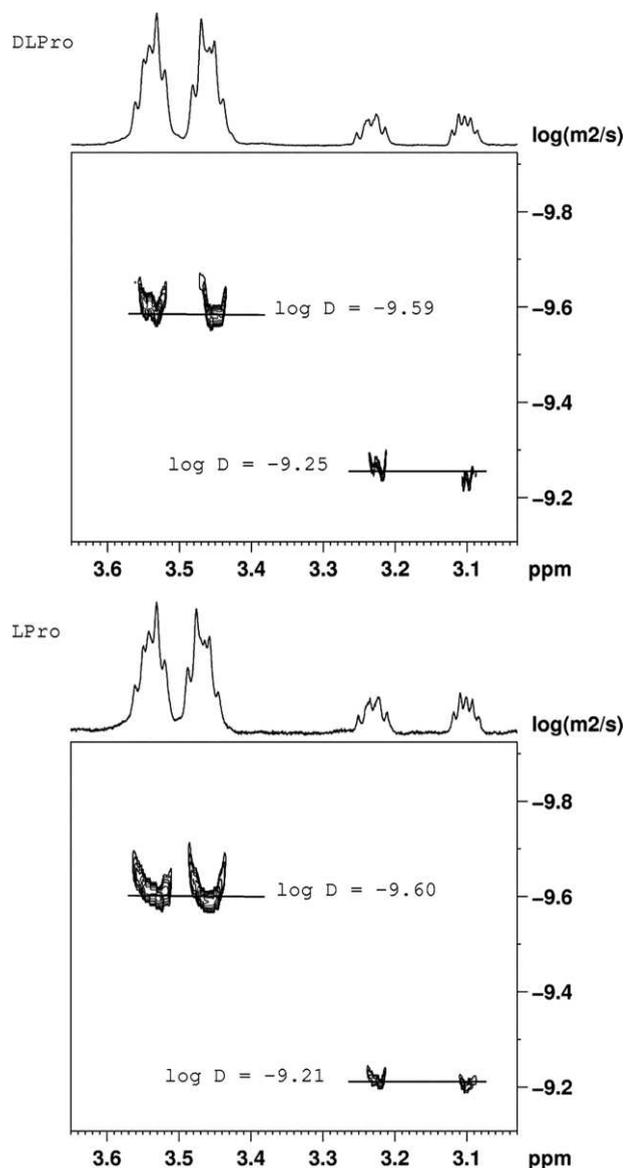 DLPro
log(m2/s)
-9.8
log D = -9.59
-9.6
-9.4
log D = -9.25
-9.2
3.6 3.5 3.4 3.3 3.2 3.1 ppm
LPro
log(m2/s)
-9.8
log D = -9.60
-9.6
-9.4
log D = -9.21
-9.2
3.6 3.5 3.4 3.3 3.2 3.1 ppm